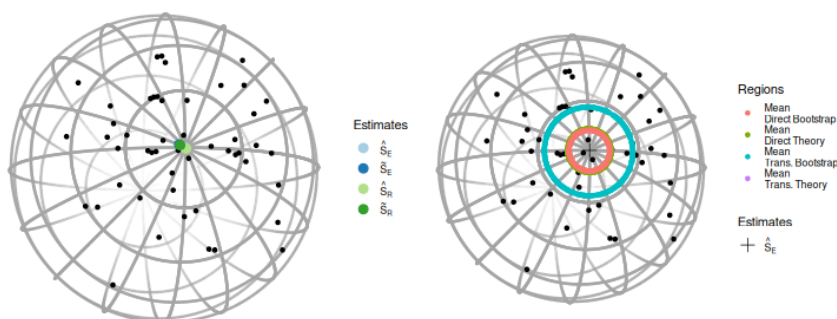 Estimates
Ŝ_E
S̃_E
Ŝ_R
S̃_R
Regions
Mean
Direct Bootstrap
Mean
Direct Theory
Mean
Trans. Bootstrap
Mean
Trans. Theory
Estimates
Ŝ_E